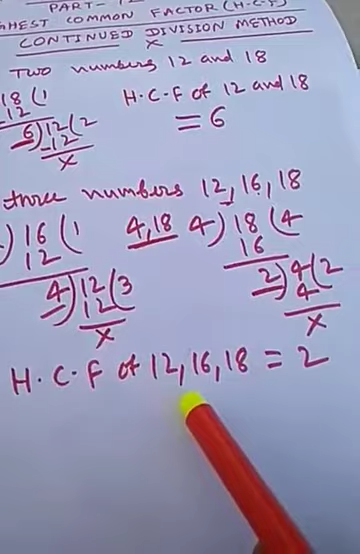 PART-
GHEST COMMON FACTOR (H.C.F)
CONTINUED DIVISION METHOD
Two numbers 12 and 18
18 (1
H.C.F of 12 and 18
-12
= 6
6) 12 (2
-12
x
three numbers 12, 16, 18
) 16 (1
4, 18
4) 18 (4
12
16
4) 12 (3
2) 4 (2
12
4
x
x
H.C.F of 12, 16, 18 = 2